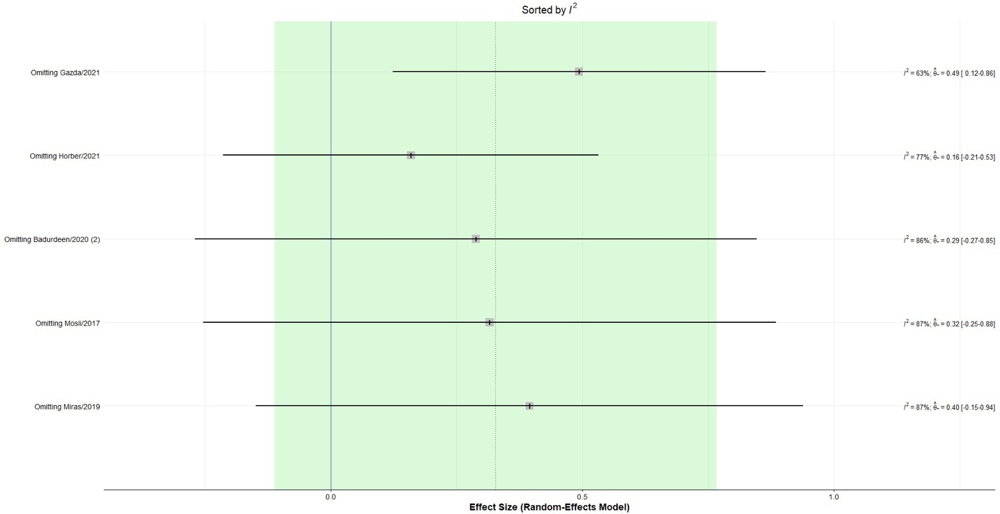 Sorted by I²
Omitting Gazda/2021 I² = 63%; θ̂* = 0.49 [ 0.12-0.86]
Omitting Horber/2021 I² = 77%; θ̂* = 0.16 [-0.21-0.53]
Omitting Badurdeen/2020 (2) I² = 86%; θ̂* = 0.29 [-0.27-0.85]
Omitting Mosli/2017 I² = 87%; θ̂* = 0.32 [-0.25-0.88]
Omitting Miras/2019 I² = 87%; θ̂* = 0.40 [-0.15-0.94]
0.0 0.5 1.0
Effect Size (Random-Effects Model)